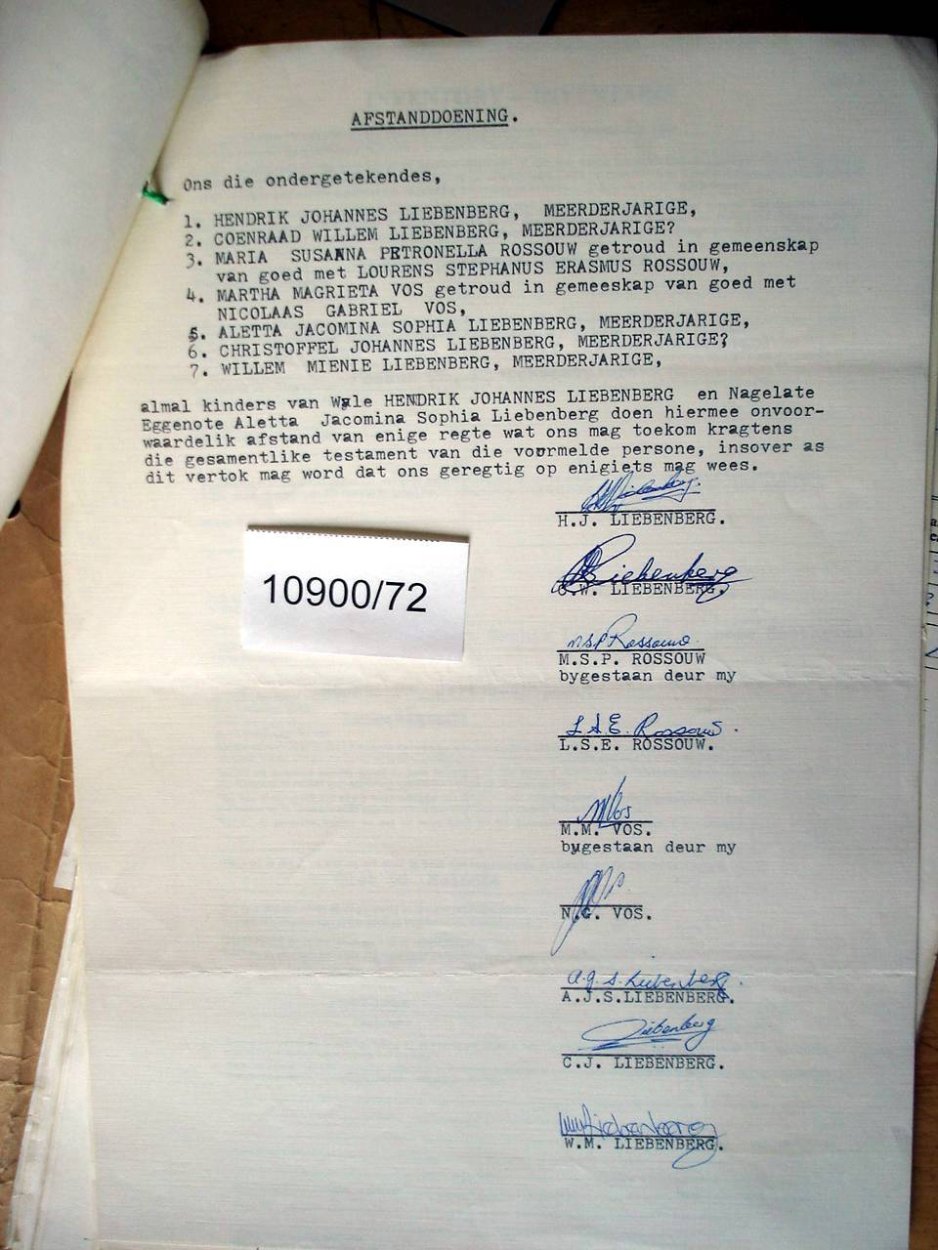 AFSTANDDOENING.
Ons die ondergetekendes,
1. HENDRIK JOHANNES LIEBENBERG, MEERDERJARIGE,
2. COENRAAD WILLEM LIEBENBERG, MEERDERJARIGE?
3. MARIA SUSANNA PETRONELLA ROSSOUW getroud in gemeenskap
van goed met LOURENS STEPHANUS ERASMUS ROSSOUW,
4. MARTHA MAGRIETA VOS getroud in gemeeskap van goed met
NICOLAAS GABRIEL VOS,
5. ALETTA JACOMINA SOPHIA LIEBENBERG, MEERDERJARIGE,
6. CHRISTOFFEL JOHANNES LIEBENBERG, MEERDERJARIGE?
7. WILLEM MIENIE LIEBENBERG, MEERDERJARIGE,
almal kinders van Wyle HENDRIK JOHANNES LIEBENBERG en Nagelate
Eggenote Aletta Jacomina Sophia Liebenberg doen hiermee onvoor-
waardelik afstand van enige regte wat ons mag toekom kragtens
die gesamentlike testament van die voormelde persone, insover as
dit vertok mag word dat ons geregtig op enigiets mag wees.
H.J. LIEBENBERG.
10900/72
Liebenberg
C.W. LIEBENBERG.
M.S.P Rossouw
M.S.P. ROSSOUW
bygestaan deur my
L.S.E. Rossouw.
L.S.E. ROSSOUW.
M Vos
M.M. VOS.
bygestaan deur my
N.G. VOS.
A.J.S. Liebenberg.
A.J.S.LIEBENBERG.
Liebenberg
C.J. LIEBENBERG.
WM Liebenberg
W.M. LIEBENBERG.